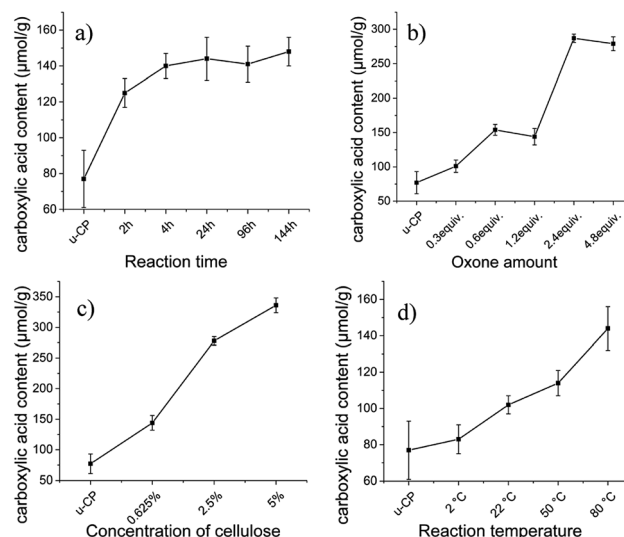 a)
carboxylic acid content (μmol/g)
160
140
120
100
80
60
u-CP
2h
4h
24h
96h
144h
Reaction time
b)
carboxylic acid content (μmol/g)
300
250
200
150
100
50
u-CP
0.3equiv.
0.6equiv.
1.2equiv.
2.4equiv.
4.8equiv.
Oxone amount
c)
carboxylic acid content (μmol/g)
350
300
250
200
150
100
50
u-CP
0.625%
2.5%
5%
Concentration of cellulose
d)
carboxylic acid content (μmol/g)
160
140
120
100
80
60
u-CP
2 °C
22 °C
50 °C
80 °C
Reaction temperature